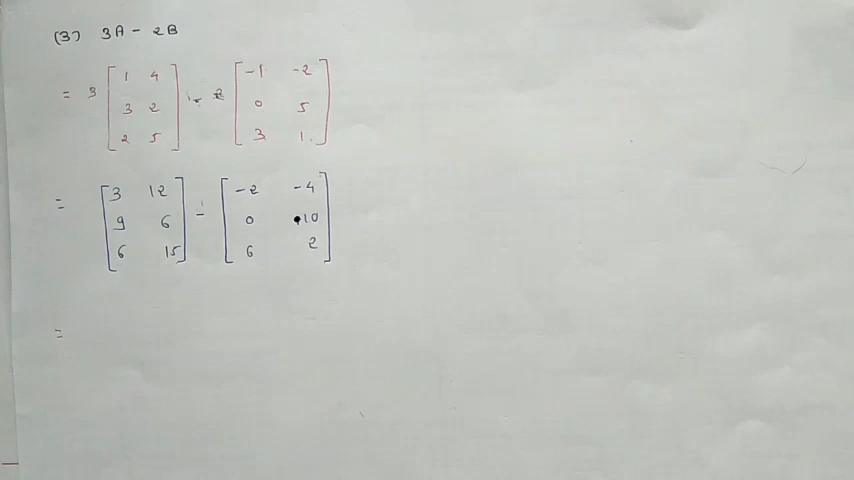 (3) 3A - 2B
= 3 [ 1 4 ] - 2 [ -1 -2 ]
3 2 0 5
2 5 3 1
= [ 3 12 ] - [ -2 -4 ]
9 6 0 10
6 15 6 2
=